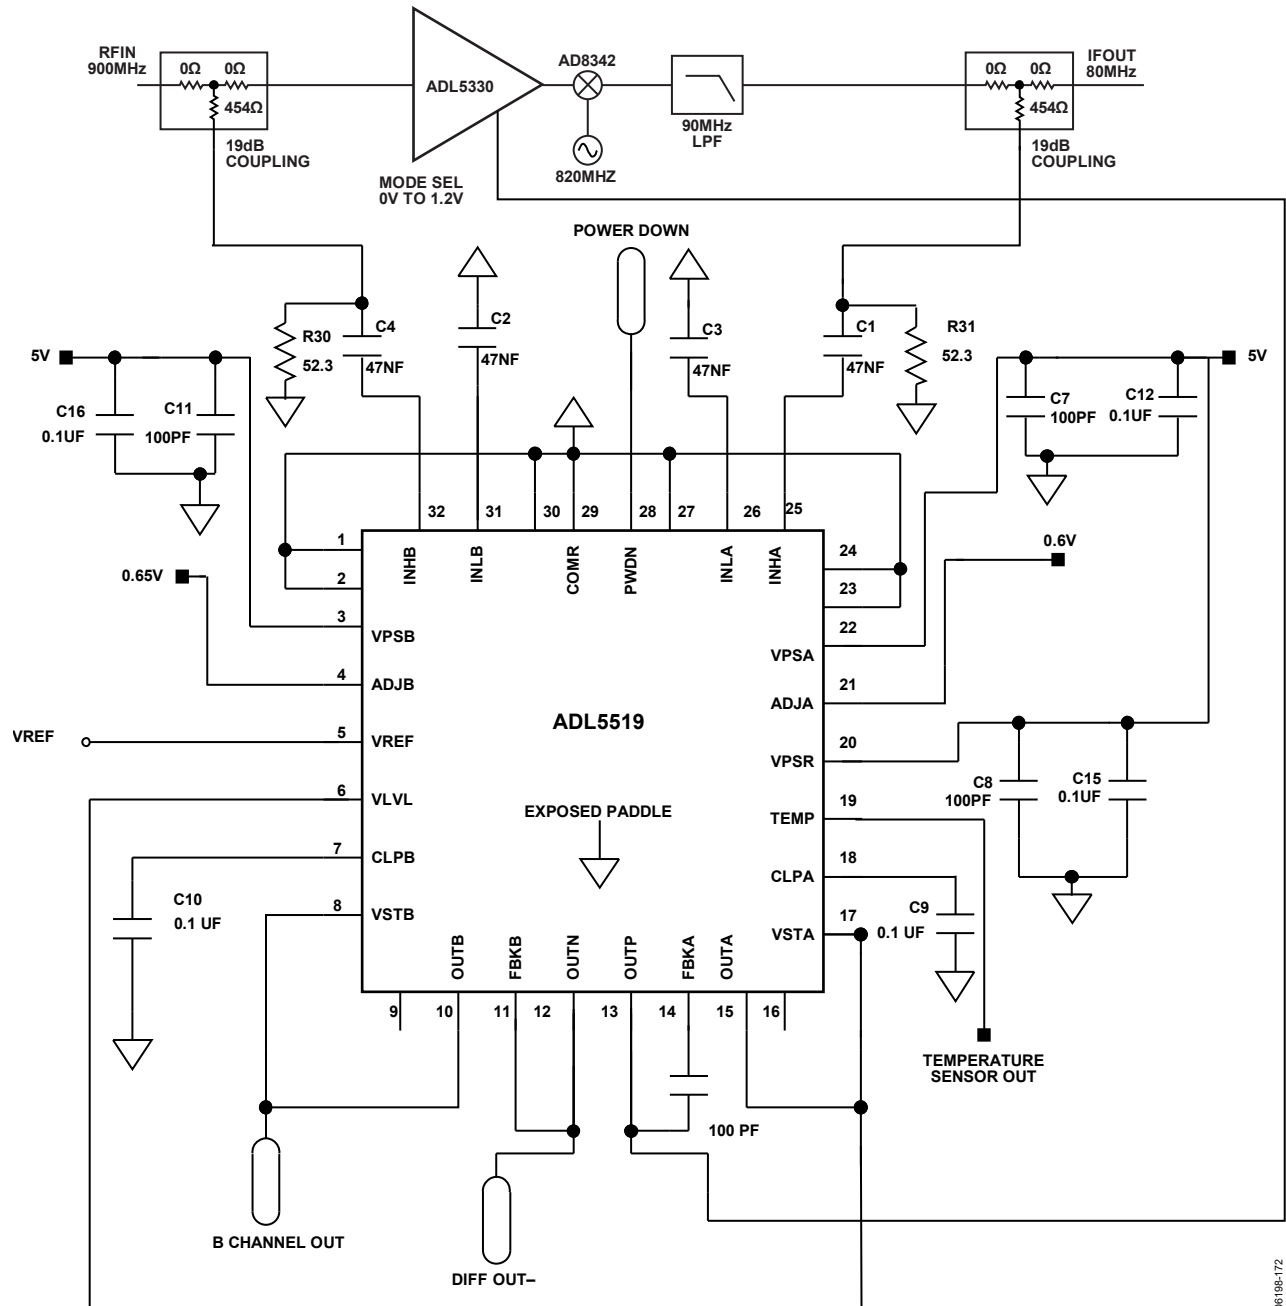 RFIN
900MHz
0Ω 0Ω
454Ω
19dB
COUPLING
ADL5330
MODE SEL
0V TO 1.2V
AD8342
820MHZ
90MHz
LPF
0Ω 0Ω
454Ω
19dB
COUPLING
IFOUT
80MHz
POWER DOWN
R30
52.3
C4
47NF
C2
47NF
C3
47NF
C1
47NF
R31
52.3
5V
C16
0.1UF
C11
100PF
C7
100PF
C12
0.1UF
5V
32 31 30 29 28 27 26 25
INHB INLB COMR PWDN INLA INHA
0.65V
0.6V
1
2
3
VPSB
4
ADJB
VREF
5
VREF
6
VLVL
7
CLPB
8
VSTB
24
23
22
VPSA
21
ADJA
20
VPSR
19
TEMP
18
CLPA
17
VSTA
ADL5519
EXPOSED PADDLE
C8
100PF
C15
0.1UF
C10
0.1 UF
C9
0.1 UF
OUTB FBKB OUTN OUTP FBKA OUTA
9 10 11 12 13 14 15 16
100 PF
TEMPERATURE
SENSOR OUT
B CHANNEL OUT
DIFF OUT–
06198-172